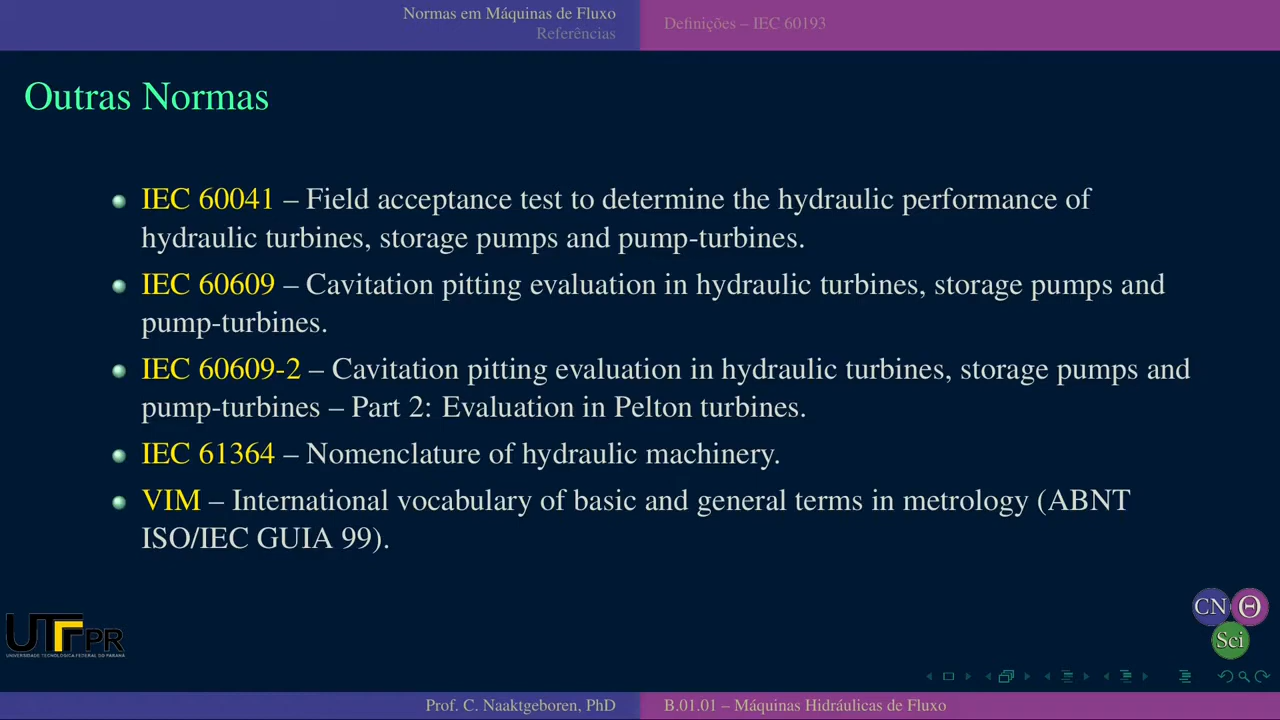 Normas em Máquinas de Fluxo
Referências
Definições – IEC 60193
Outras Normas
IEC 60041 – Field acceptance test to determine the hydraulic performance of
hydraulic turbines, storage pumps and pump-turbines.
IEC 60609 – Cavitation pitting evaluation in hydraulic turbines, storage pumps and
pump-turbines.
IEC 60609-2 – Cavitation pitting evaluation in hydraulic turbines, storage pumps and
pump-turbines – Part 2: Evaluation in Pelton turbines.
IEC 61364 – Nomenclature of hydraulic machinery.
VIM – International vocabulary of basic and general terms in metrology (ABNT
ISO/IEC GUIA 99).
UTFPR
UNIVERSIDADE TECNOLÓGICA FEDERAL DO PARANÁ
CN Θ
Sci
Prof. C. Naaktgeboren, PhD
B.01.01 – Máquinas Hidráulicas de Fluxo